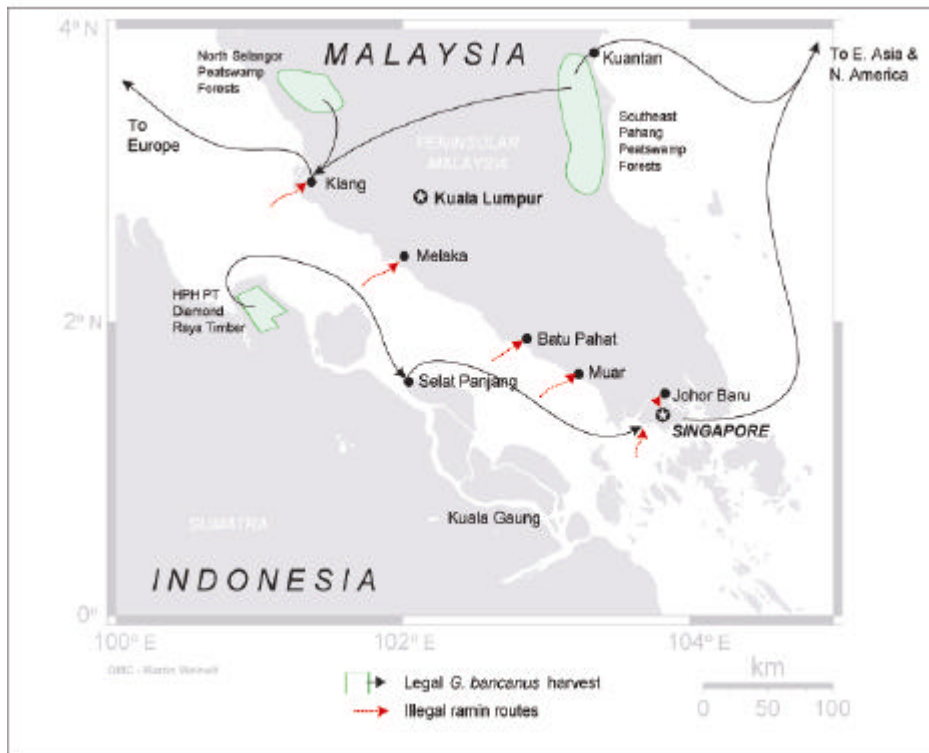 4° N
MALAYSIA
North Selangor
Peatswamp
Forests
Kuantan
To E. Asia &
N. America
To
Europe
PENINSULAR
MALAYSIA
Southeast
Pahang
Peatswamp
Forests
Klang
Kuala Lumpur
Melaka
HPH PT
Diamond
Raya Timber
2° N
Batu Pahat
Selat Panjang
Muar
Johor Baru
SINGAPORE
Kuala Gaung
SUMATRA
INDONESIA
0°
100° E
102° E
104° E
km
Legal G. bancanus harvest
Illegal ramin routes
0 50 100